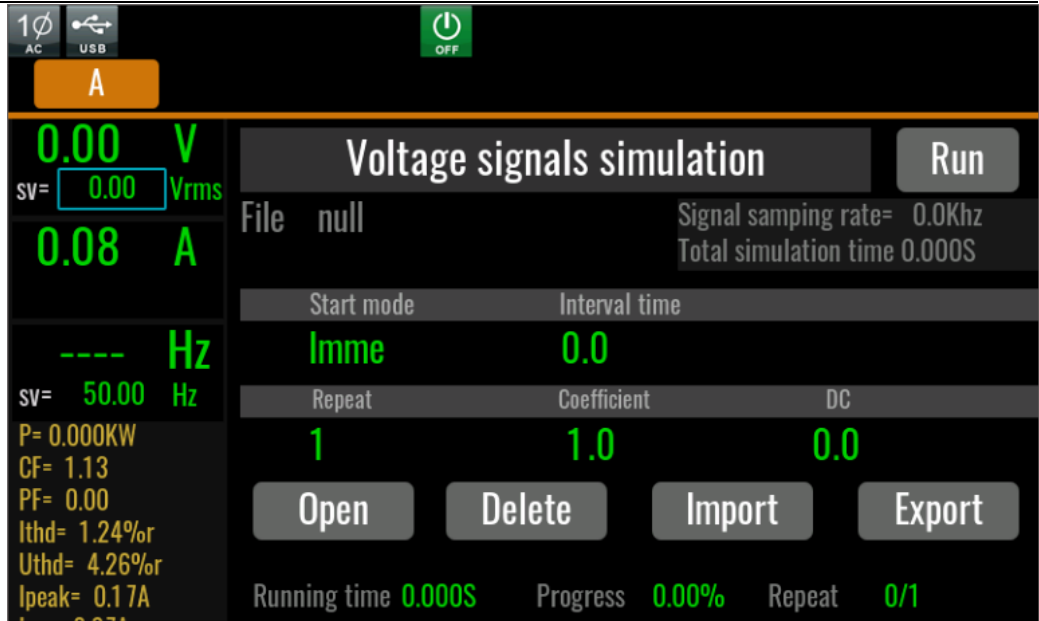 1Ø
AC
USB
OFF
A
0.00 V
sv= 0.00 Vrms
0.08 A
---- Hz
sv= 50.00 Hz
P= 0.000KW
CF= 1.13
PF= 0.00
Ithd= 1.24%r
Uthd= 4.26%r
Ipeak= 0.17A
Voltage signals simulation
Run
File null
Signal samping rate= 0.0Khz
Total simulation time 0.000S
Start mode Interval time
Imme 0.0
Repeat Coefficient DC
1 1.0 0.0
Open Delete Import Export
Running time 0.000S Progress 0.00% Repeat 0/1